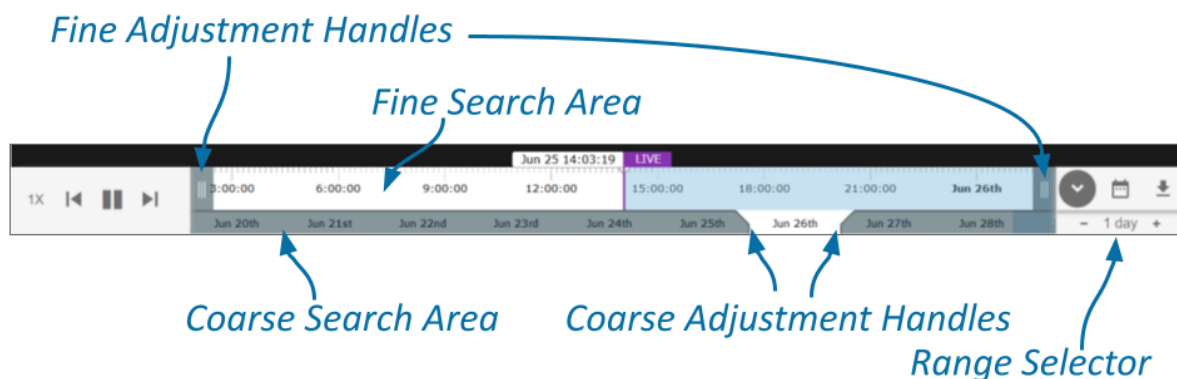 Fine Adjustment Handles
Fine Search Area
Jun 25 14:03:19 LIVE
1X 3:00:00 6:00:00 9:00:00 12:00:00 15:00:00 18:00:00 21:00:00 Jun 26th
Jun 20th Jun 21st Jun 22nd Jun 23rd Jun 24th Jun 25th Jun 26th Jun 27th Jun 28th - 1 day +
Coarse Search Area Coarse Adjustment Handles
Range Selector